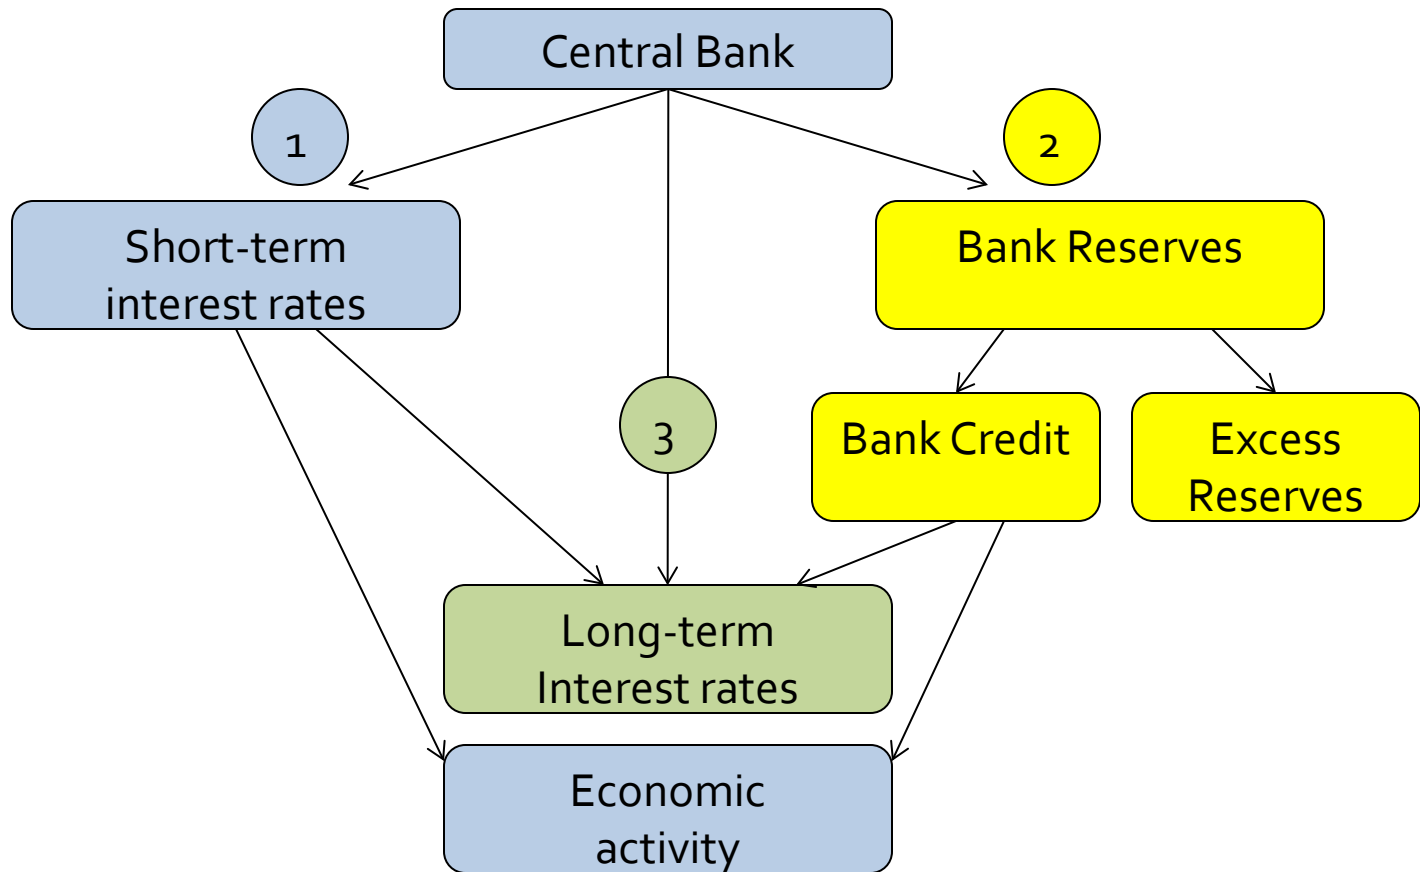 Central Bank
1
2
Short-term
interest rates
Bank Reserves
3
Bank Credit
Excess
Reserves
Long-term
Interest rates
Economic
activity